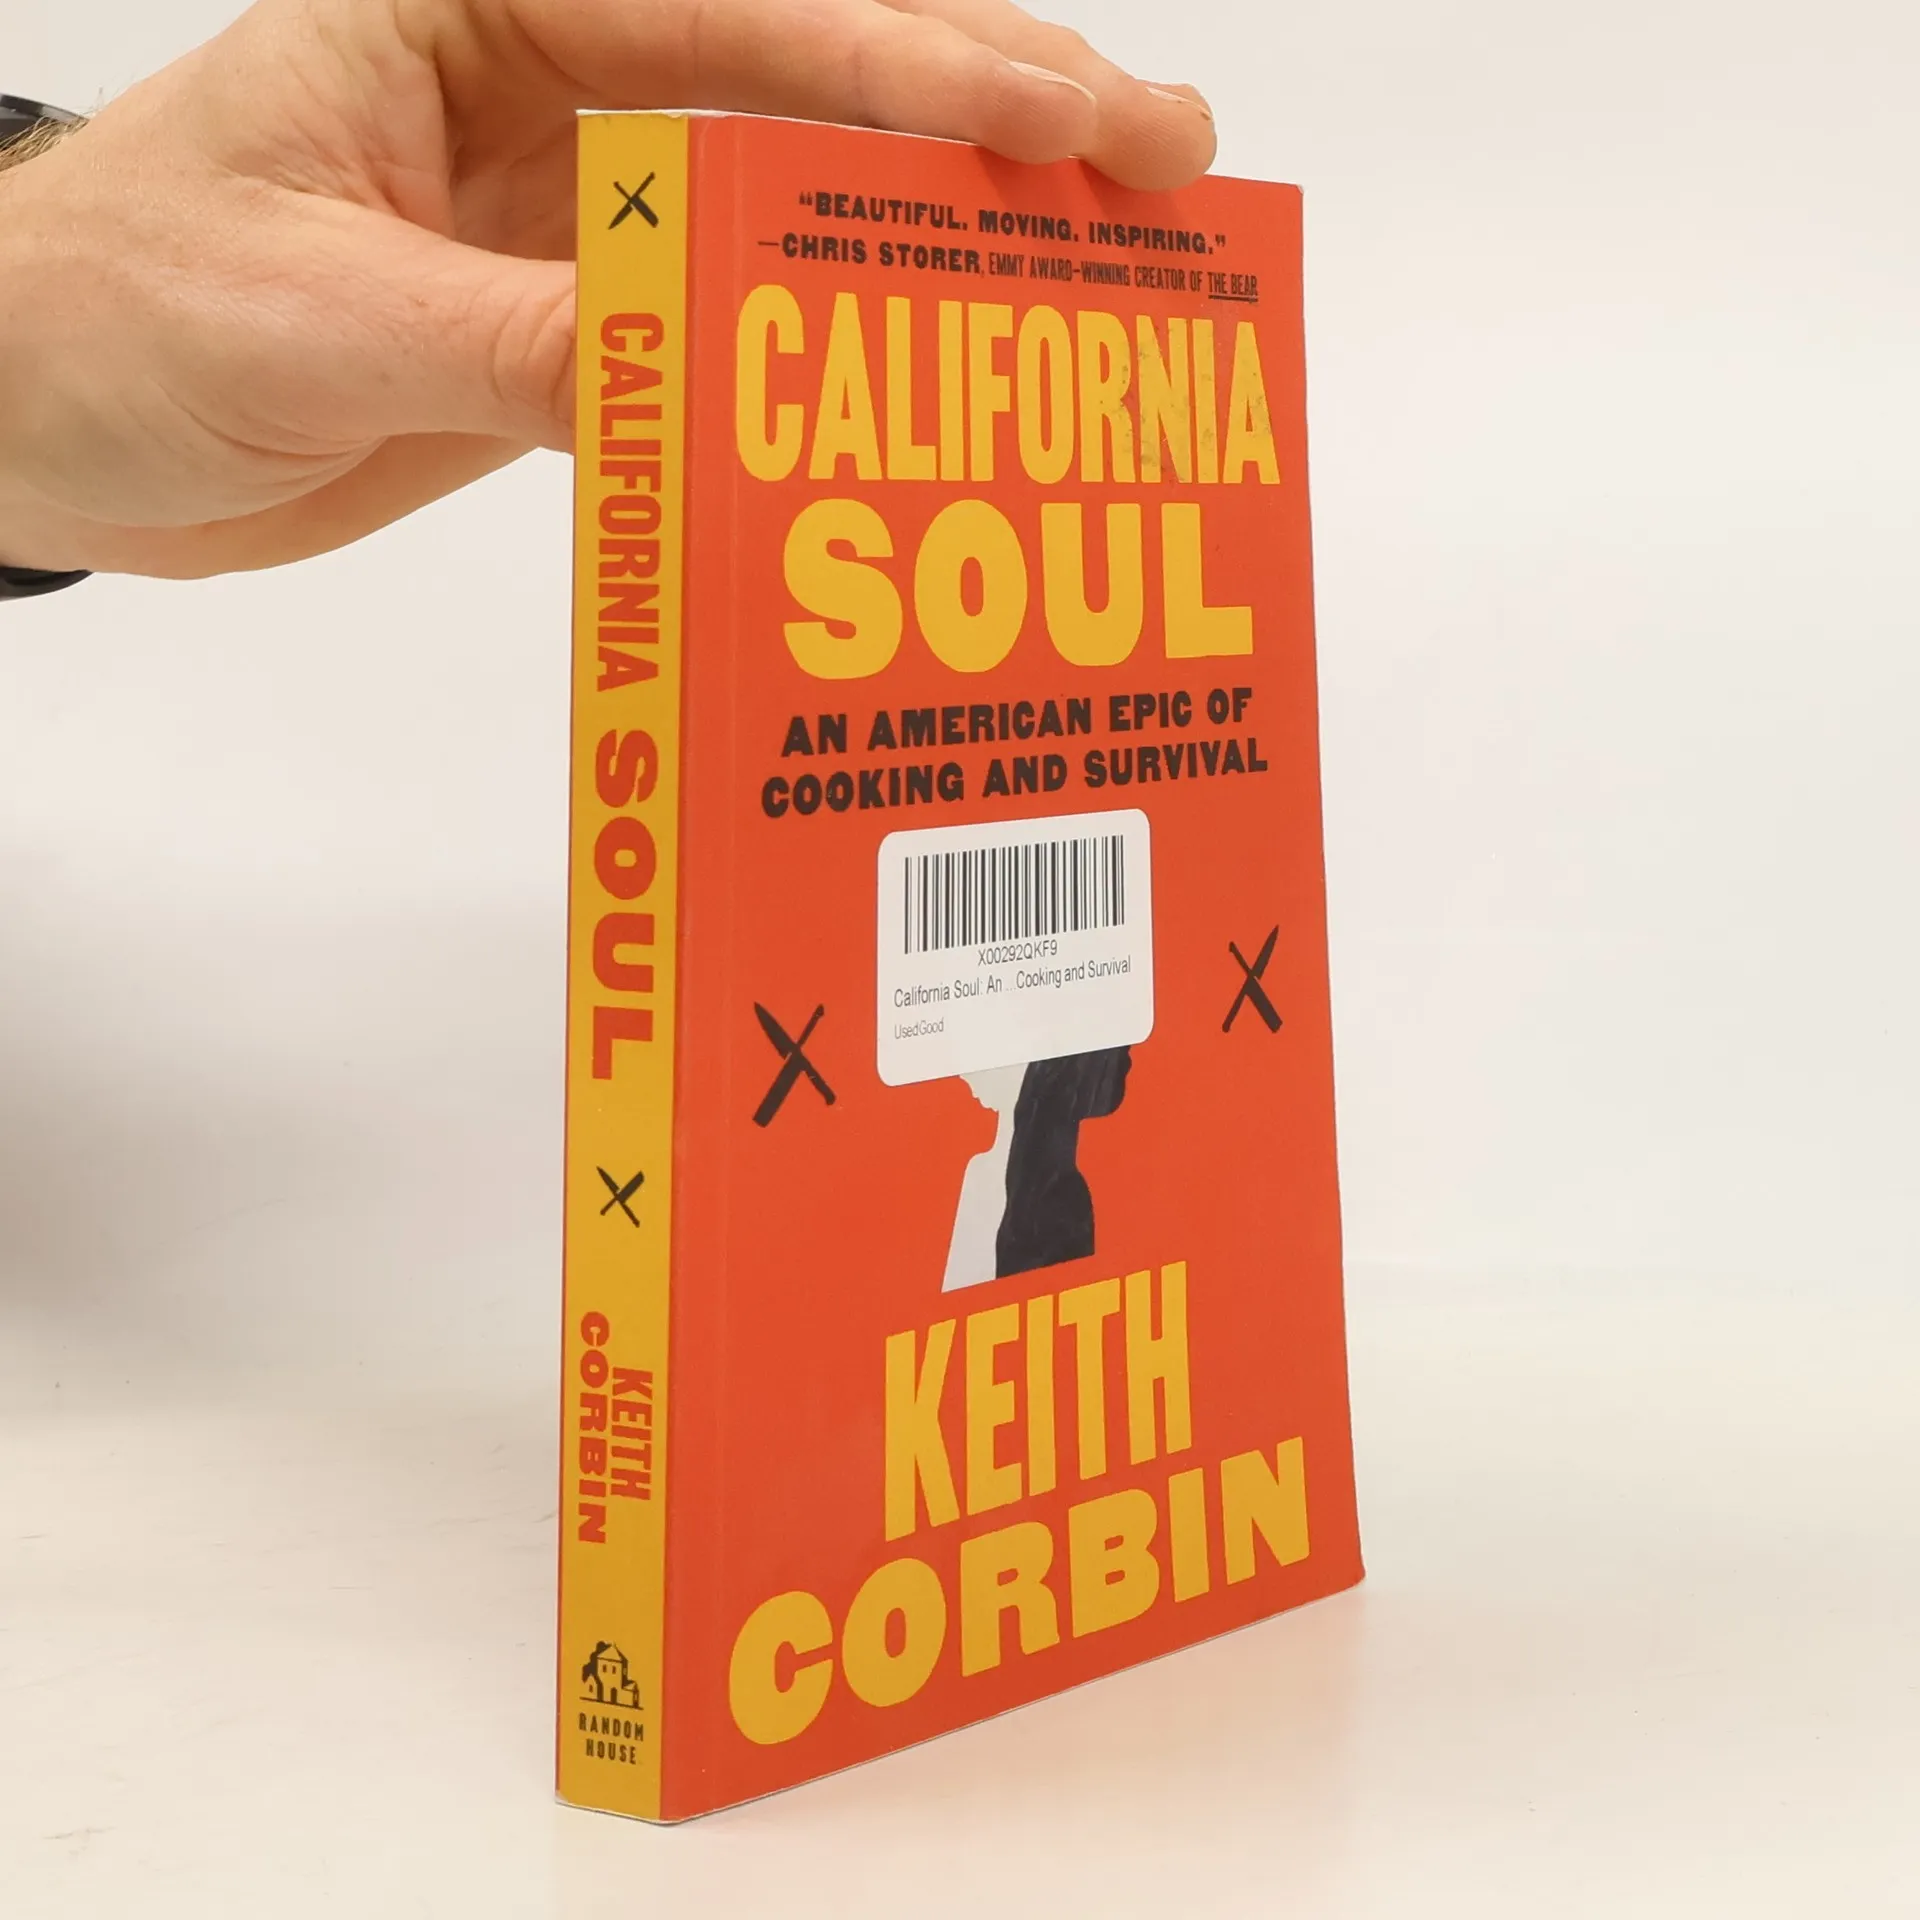 CALIFORNIA SOUL
KEITH
CORBIN
RANDOM
HOUSE
“BEAUTIFUL. MOVING. INSPIRING.”
—CHRIS STORER, EMMY AWARD–WINNING CREATOR OF THE BEAR
CALIFORNIA
SOUL
AN AMERICAN EPIC OF
COOKING AND SURVIVAL
X00292QKF9
California Soul: An ...Cooking and Survival
UsedGood
KEITH
CORBIN